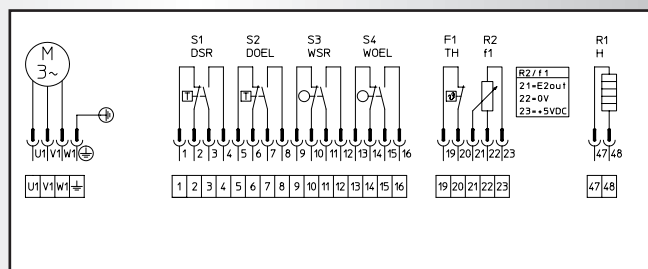 S1 S2 S3 S4 F1 R2 R1
DSR DOEL WSR WOEL TH f1 H
M
3~
R2/f1
21=E2out
22=0V
23=+5VDC
T T
ϑ
U1 V1 W1 1 2 3 4 5 6 7 8 9 10 11 12 13 14 15 16 19 20 21 22 23 47 48
U1 V1 W1 1 2 3 4 5 6 7 8 9 10 11 12 13 14 15 16 19 20 21 22 23 47 48